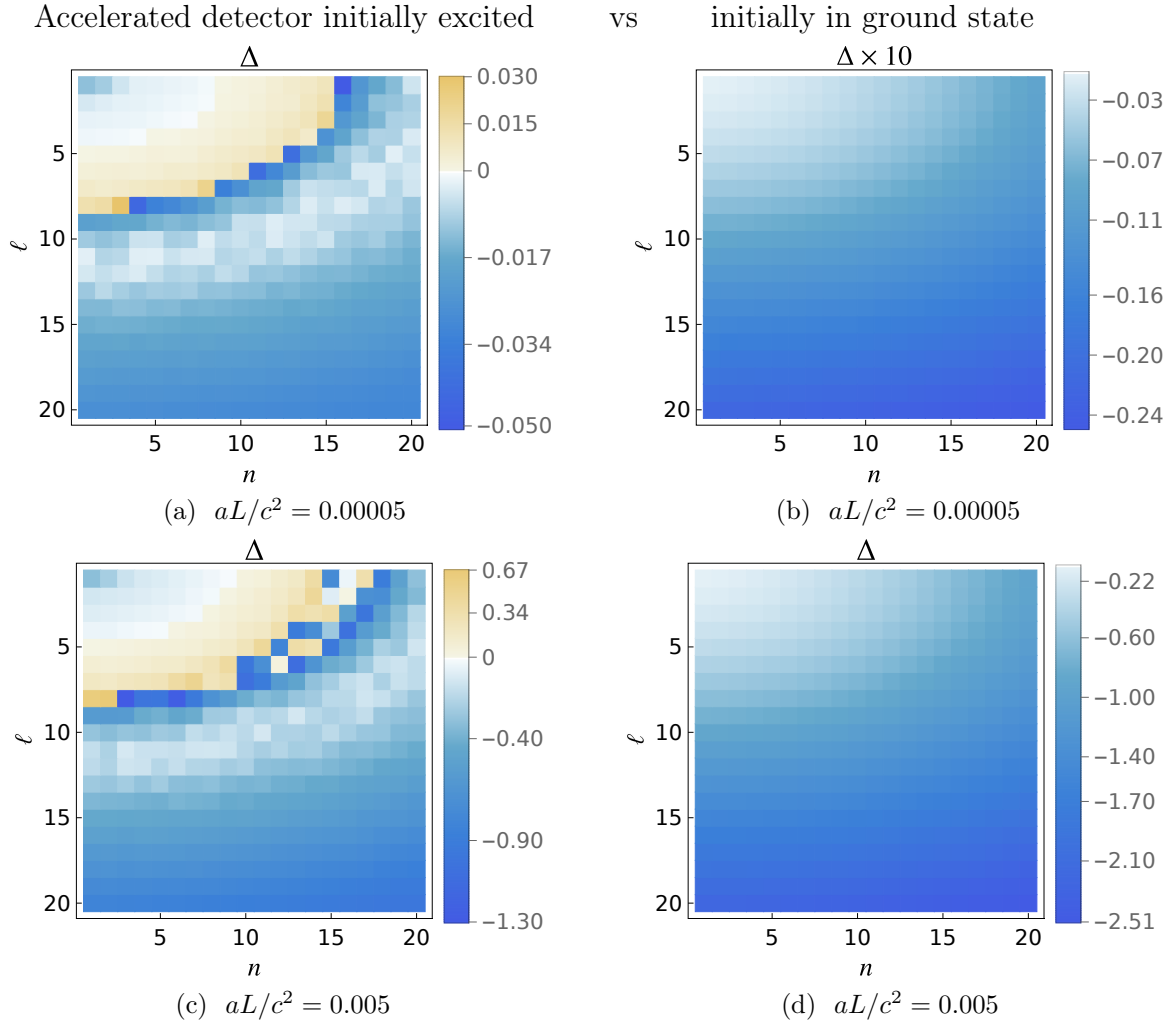 Accelerated detector initially excited vs initially in ground state
Δ
0.030
0.015
0
−0.017
−0.034
−0.050
5
10
15
20
ℓ
5 10 15 20
n
(a) aL/c² = 0.00005
Δ × 10
−0.03
−0.07
−0.11
−0.16
−0.20
−0.24
5
10
15
20
ℓ
5 10 15 20
n
(b) aL/c² = 0.00005
Δ
0.67
0.34
0
−0.40
−0.90
−1.30
5
10
15
20
ℓ
5 10 15 20
n
(c) aL/c² = 0.005
Δ
−0.22
−0.60
−1.00
−1.40
−1.70
−2.10
−2.51
5
10
15
20
ℓ
5 10 15 20
n
(d) aL/c² = 0.005